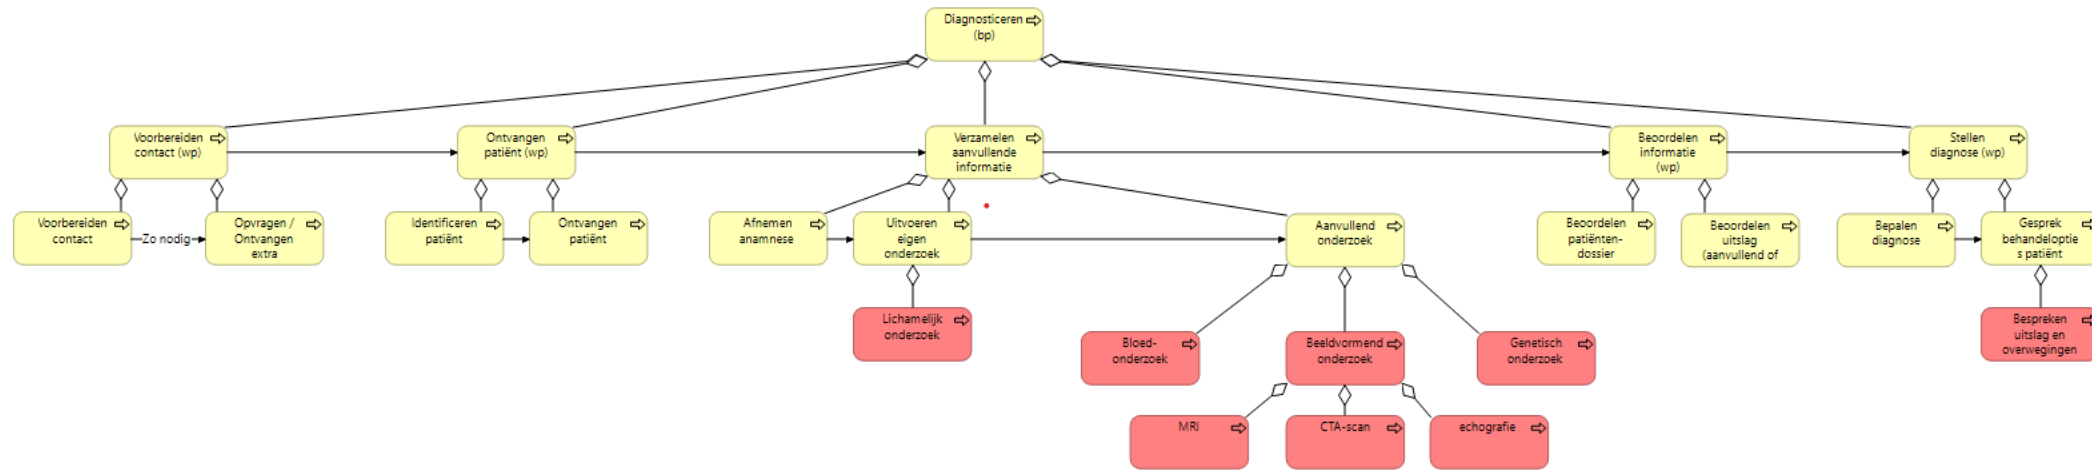 Diagnosticeren
(bp)
Voorbereiden
contact (wp)
Ontvangen
patiënt (wp)
Verzamelen
aanvullende
informatie
Beoordelen
informatie
(wp)
Stellen
diagnose (wp)
Voorbereiden
contact
Zo nodig
Opvragen /
Ontvangen
extra
Identificeren
patiënt
Ontvangen
patiënt
Afnemen
anamnese
Uitvoeren
eigen
onderzoek
Aanvullend
onderzoek
Beoordelen
patiënten-
dossier
Beoordelen
uitslag
(aanvullend of
Bepalen
diagnose
Gesprek
behandeloptie
s patiënt
Lichamelijk
onderzoek
Bloed-
onderzoek
Beeldvormend
onderzoek
Genetisch
onderzoek
Bespreken
uitslag en
overwegingen
MRI
CTA-scan
echografie